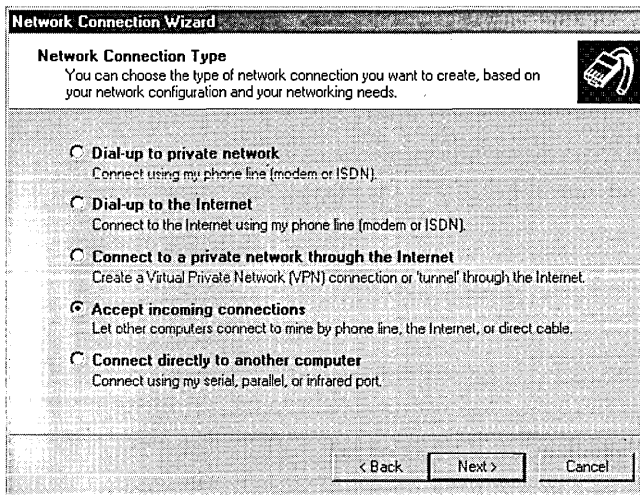 Network Connection Wizard
Network Connection Type
You can choose the type of network connection you want to create, based on
your network configuration and your networking needs.
Dial-up to private network
Connect using my phone line (modem or ISDN).
Dial-up to the Internet
Connect to the Internet using my phone line (modem or ISDN).
Connect to a private network through the Internet
Create a Virtual Private Network (VPN) connection or 'tunnel' through the Internet.
Accept incoming connections
Let other computers connect to mine by phone line, the Internet, or direct cable.
Connect directly to another computer
Connect using my serial, parallel, or infrared port.
< Back Next > Cancel